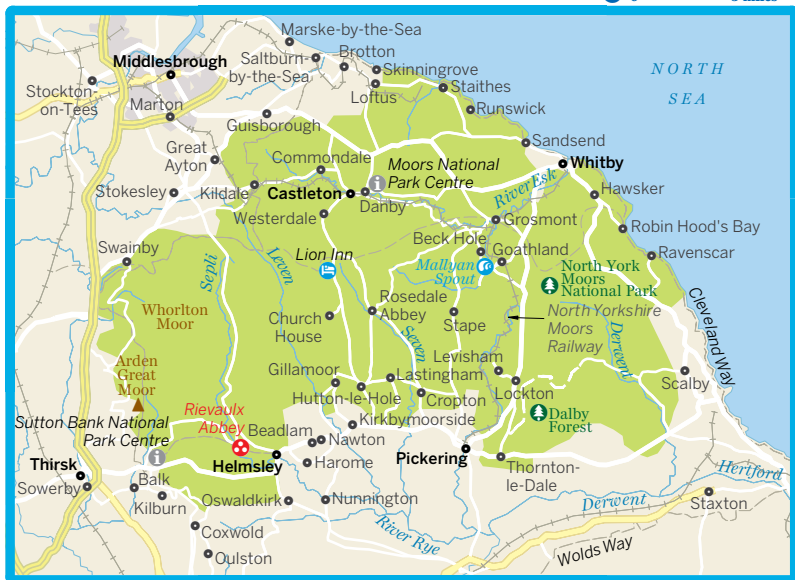 Marske-by-the-Sea
Middlesbrough
Saltburn-
by-the-Sea
Brotton
Skinningrove
NORTH
SEA
Stockton-
on-Tees
Loftus
Staithes
Marton
Runswick
Guisborough
Sandsend
Great
Ayton
Commondale
Moors National
Park Centre
Whitby
Stokesley
Kildale
Castleton
Danby
River Esk
Hawsker
Westerdale
Grosmont
Robin Hood's Bay
Swainby
Lion Inn
Beck Hole
Goathland
Ravenscar
Sepli
Leven
Mallyan
Spout
North York
Moors
National Park
Whorlton
Moor
Rosedale
Abbey
Cleveland Way
Church
House
Seven
Stape
North Yorkshire
Moors
Railway
Derwent
Arden
Great
Moor
Gillamoor
Levisham
Lastingham
Scalby
Hutton-le-Hole
Cropton
Lockton
Sutton Bank National
Park Centre
Rievaulx
Abbey
Beadlam
Kirkbymoorside
Dalby
Forest
Nawton
Thirsk
Helmsley
Harome
Pickering
Thornton-
le-Dale
Hertford
Sowerby
Balk
Kilburn
Oswaldkirk
Nunnington
Derwent
Staxton
Coxwold
River Rye
Oulston
Wolds Way